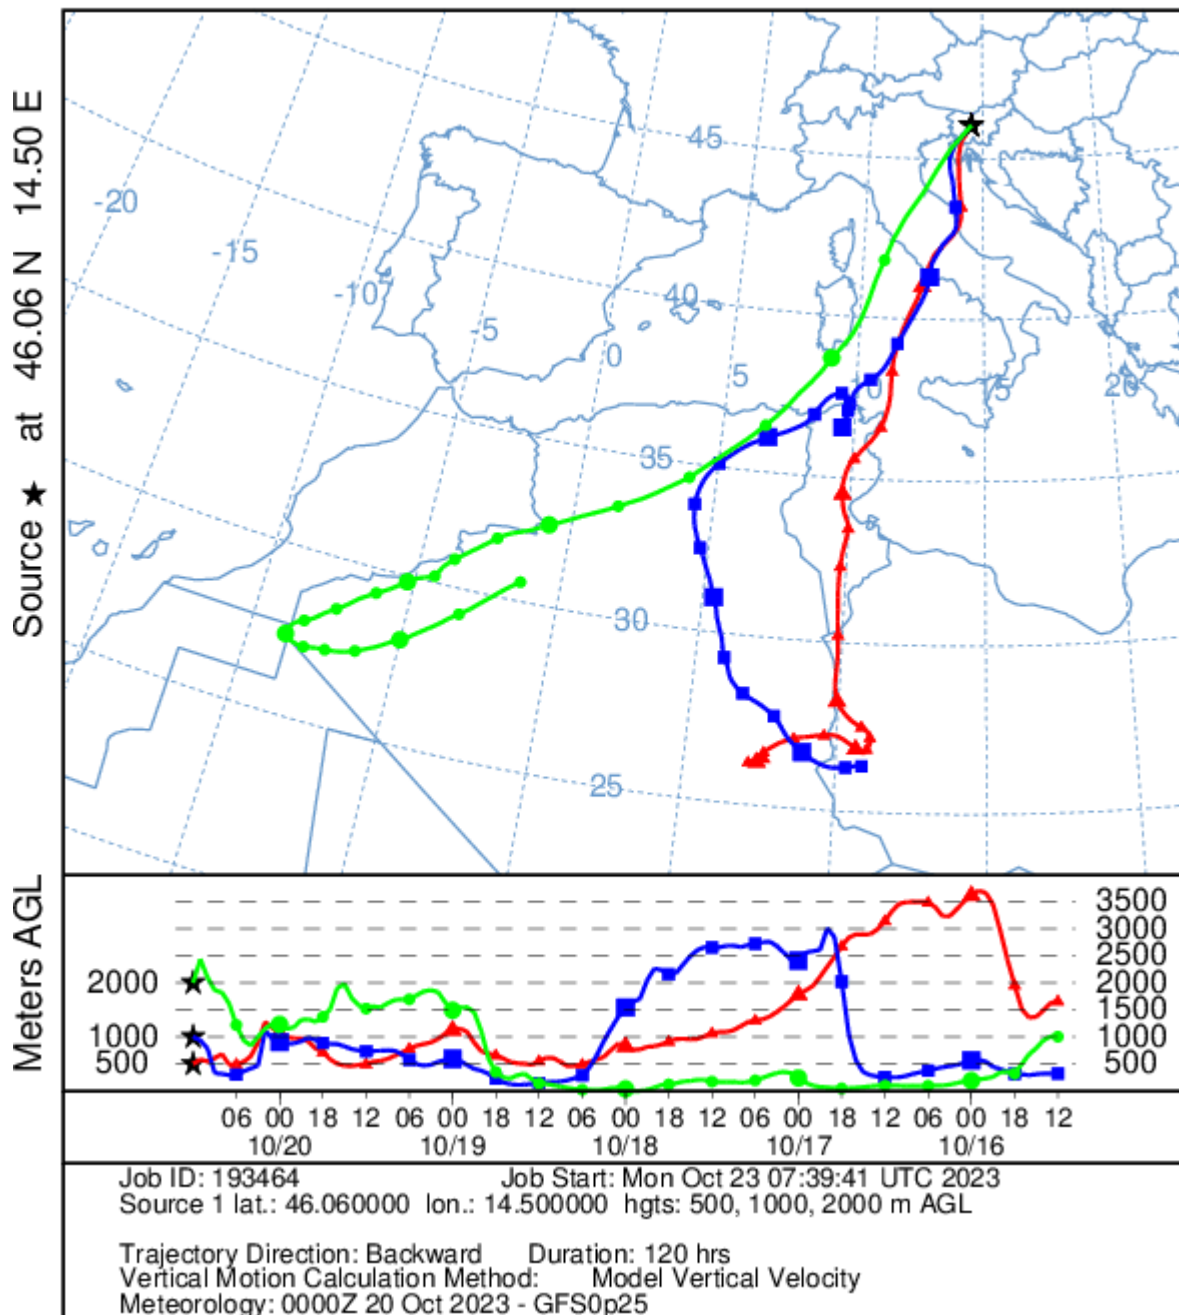 Source ★ at 46.06 N 14.50 E
45
-20
-15
-10
40
-5
0
5
0
5
20
35
30
25
Meters AGL
3500
3000
2500
2000 2000
1500
1000 1000
500 500
06 00 18 12 06 00 18 12 06 00 18 12 06 00 18 12 06 00 18 12
10/20 10/19 10/18 10/17 10/16
Job ID: 193464 Job Start: Mon Oct 23 07:39:41 UTC 2023
Source 1 lat.: 46.060000 lon.: 14.500000 hgts: 500, 1000, 2000 m AGL
Trajectory Direction: Backward Duration: 120 hrs
Vertical Motion Calculation Method: Model Vertical Velocity
Meteorology: 0000Z 20 Oct 2023 - GFS0p25